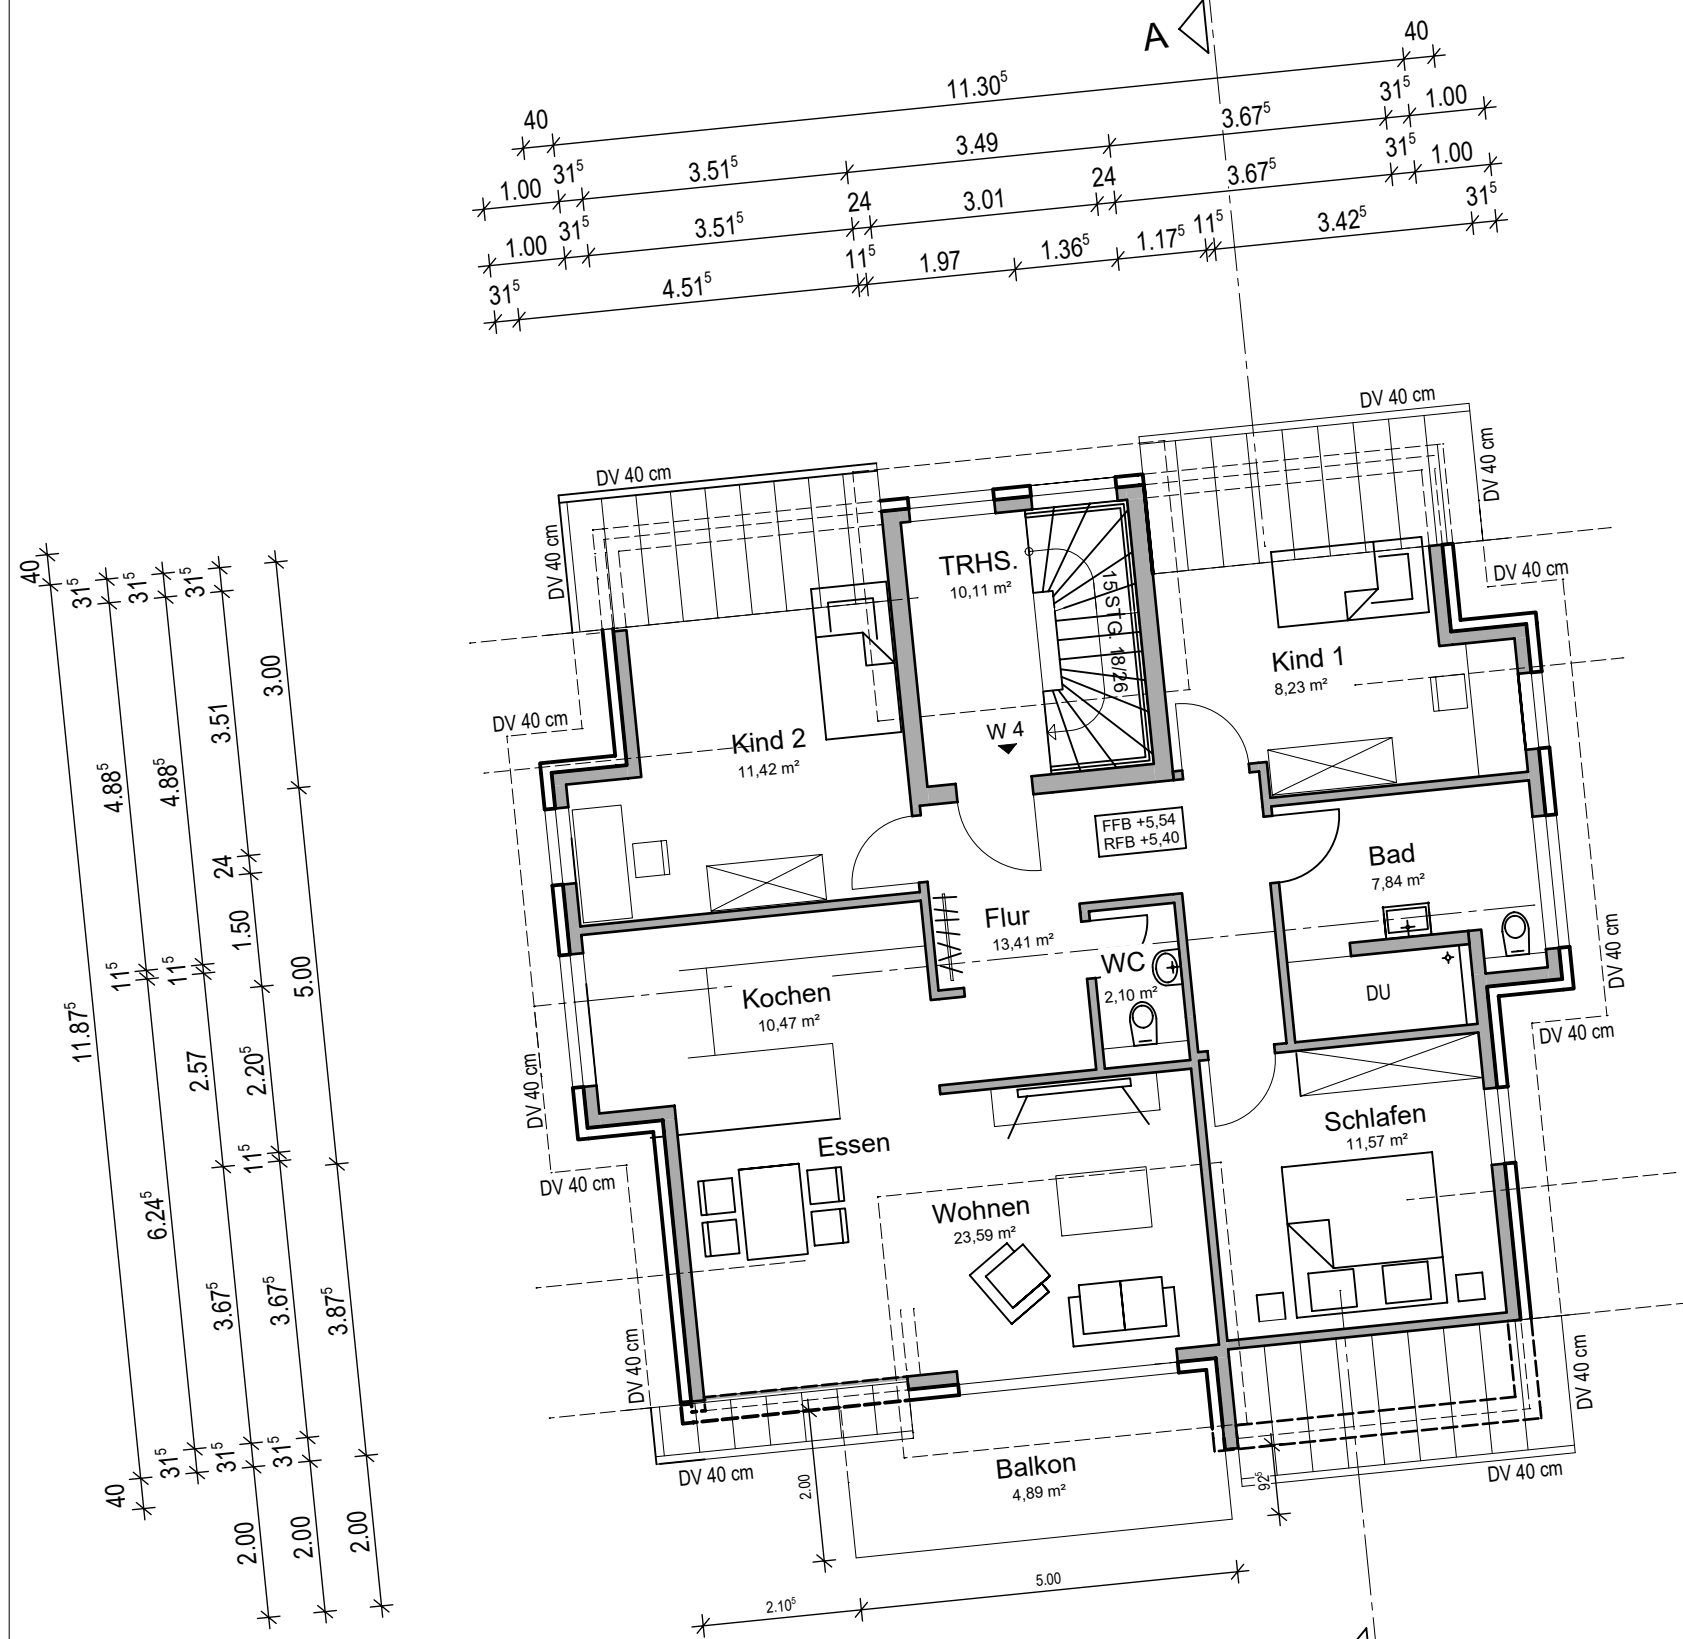 A
40
11.30⁵
40
1.00
31⁵
3.51⁵
3.49
3.67⁵
31⁵
1.00
1.00
31⁵
3.51⁵
24
3.01
24
3.67⁵
31⁵
1.00
31⁵
4.51⁵
11⁵
1.97
1.36⁵
1.17⁵
11⁵
3.42⁵
31⁵
DV 40 cm
DV 40 cm
DV 40 cm
DV 40 cm
DV 40 cm
DV 40 cm
TRHS.
10,11 m²
15 STG. 18/26
W 4
Kind 1
8,23 m²
Kind 2
11,42 m²
FFB +5,54
RFB +5,40
Bad
7,84 m²
Flur
13,41 m²
WC
2,10 m²
DU
Kochen
10,47 m²
DV 40 cm
DV 40 cm
DV 40 cm
DV 40 cm
Essen
Schlafen
11,57 m²
Wohnen
23,59 m²
DV 40 cm
DV 40 cm
DV 40 cm
DV 40 cm
Balkon
4,89 m²
2.00
92⁵
2.10⁵
5.00
40
11.87⁵
40
31⁵
4.88⁵
11⁵
6.24⁵
31⁵
31⁵
4.88⁵
11⁵
2.57
3.67⁵
31⁵
2.00
31⁵
3.51
24
1.50
2.20⁵
11⁵
3.67⁵
31⁵
2.00
3.00
5.00
3.87⁵
2.00